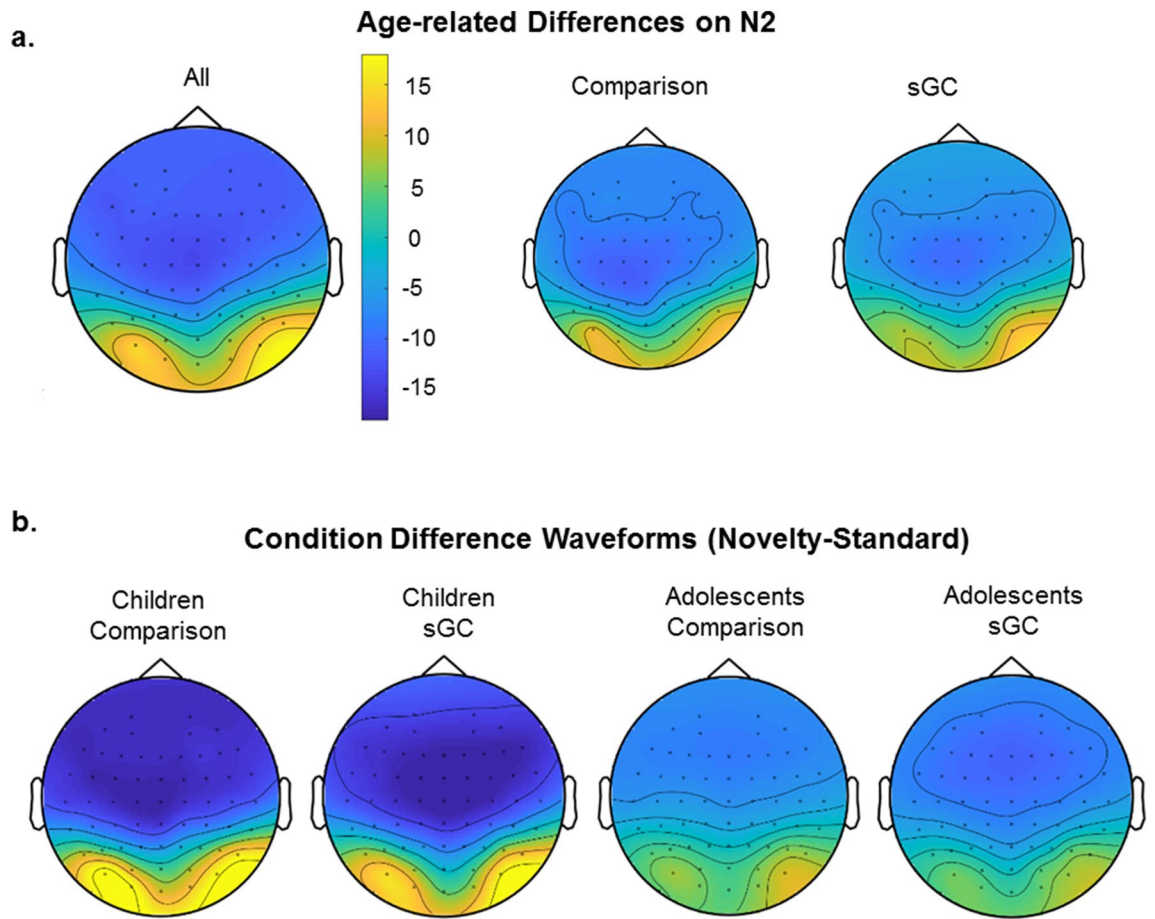 a.
Age-related Differences on N2
All
Comparison
sGC
15
10
5
0
-5
-10
-15
b.
Condition Difference Waveforms (Novelty-Standard)
Children
Comparison
Children
sGC
Adolescents
Comparison
Adolescents
sGC